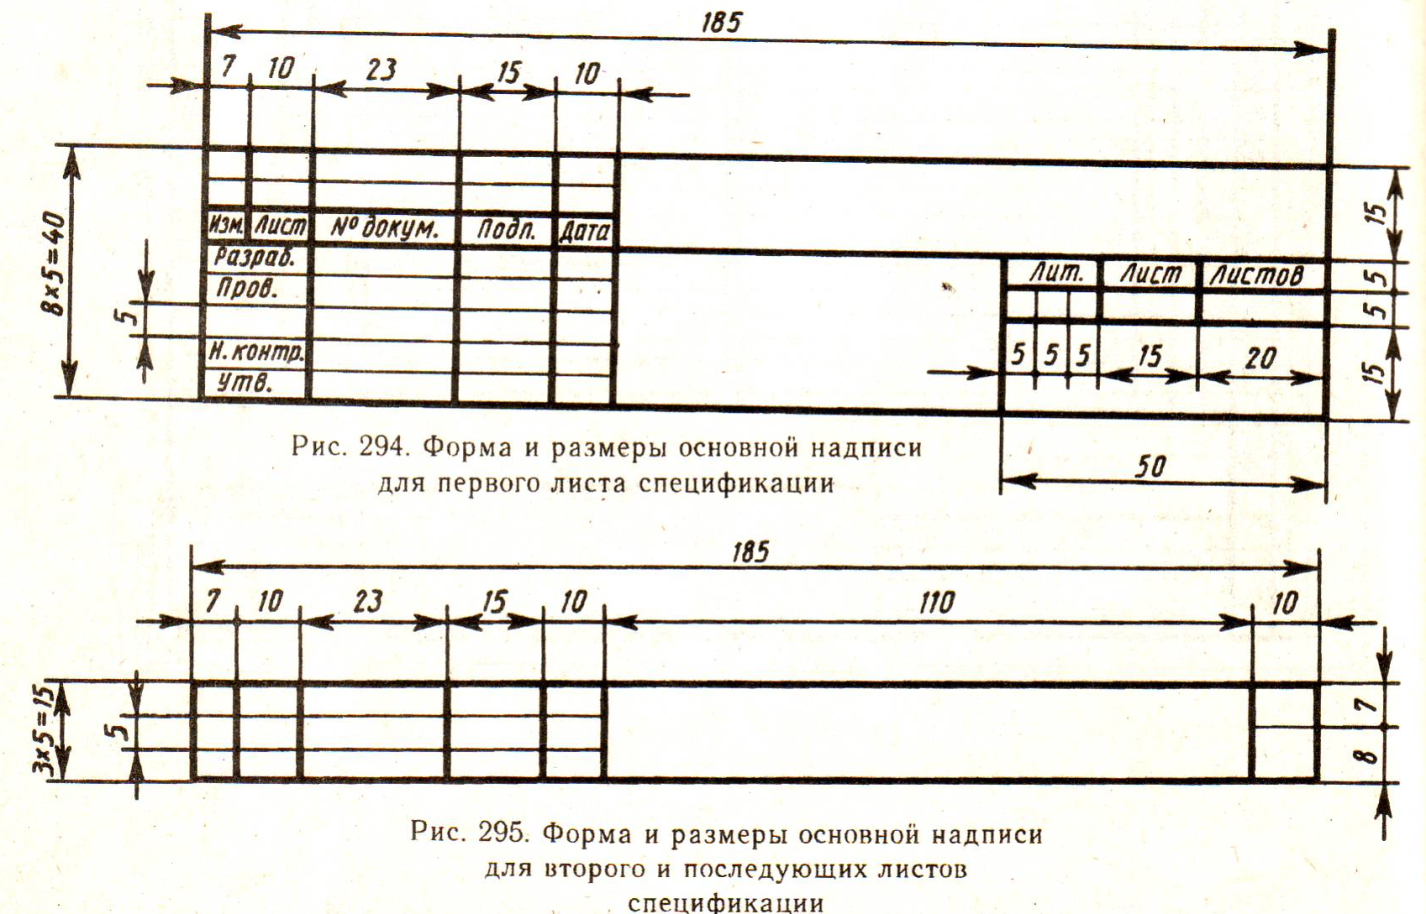 185
7 10 23 15 10
8×5=40
15
Изм. Лист № докум. Подп. Дата
Разраб.
Лит. Лист Листов
5
Пров.
5
5
Н. контр.
5 5 5 15 20
15
Утв.
Рис. 294. Форма и размеры основной надписи
для первого листа спецификации
50
185
7 10 23 15 10 110 10
3×5=15
5
7
8
Рис. 295. Форма и размеры основной надписи
для второго и последующих листов
спецификации